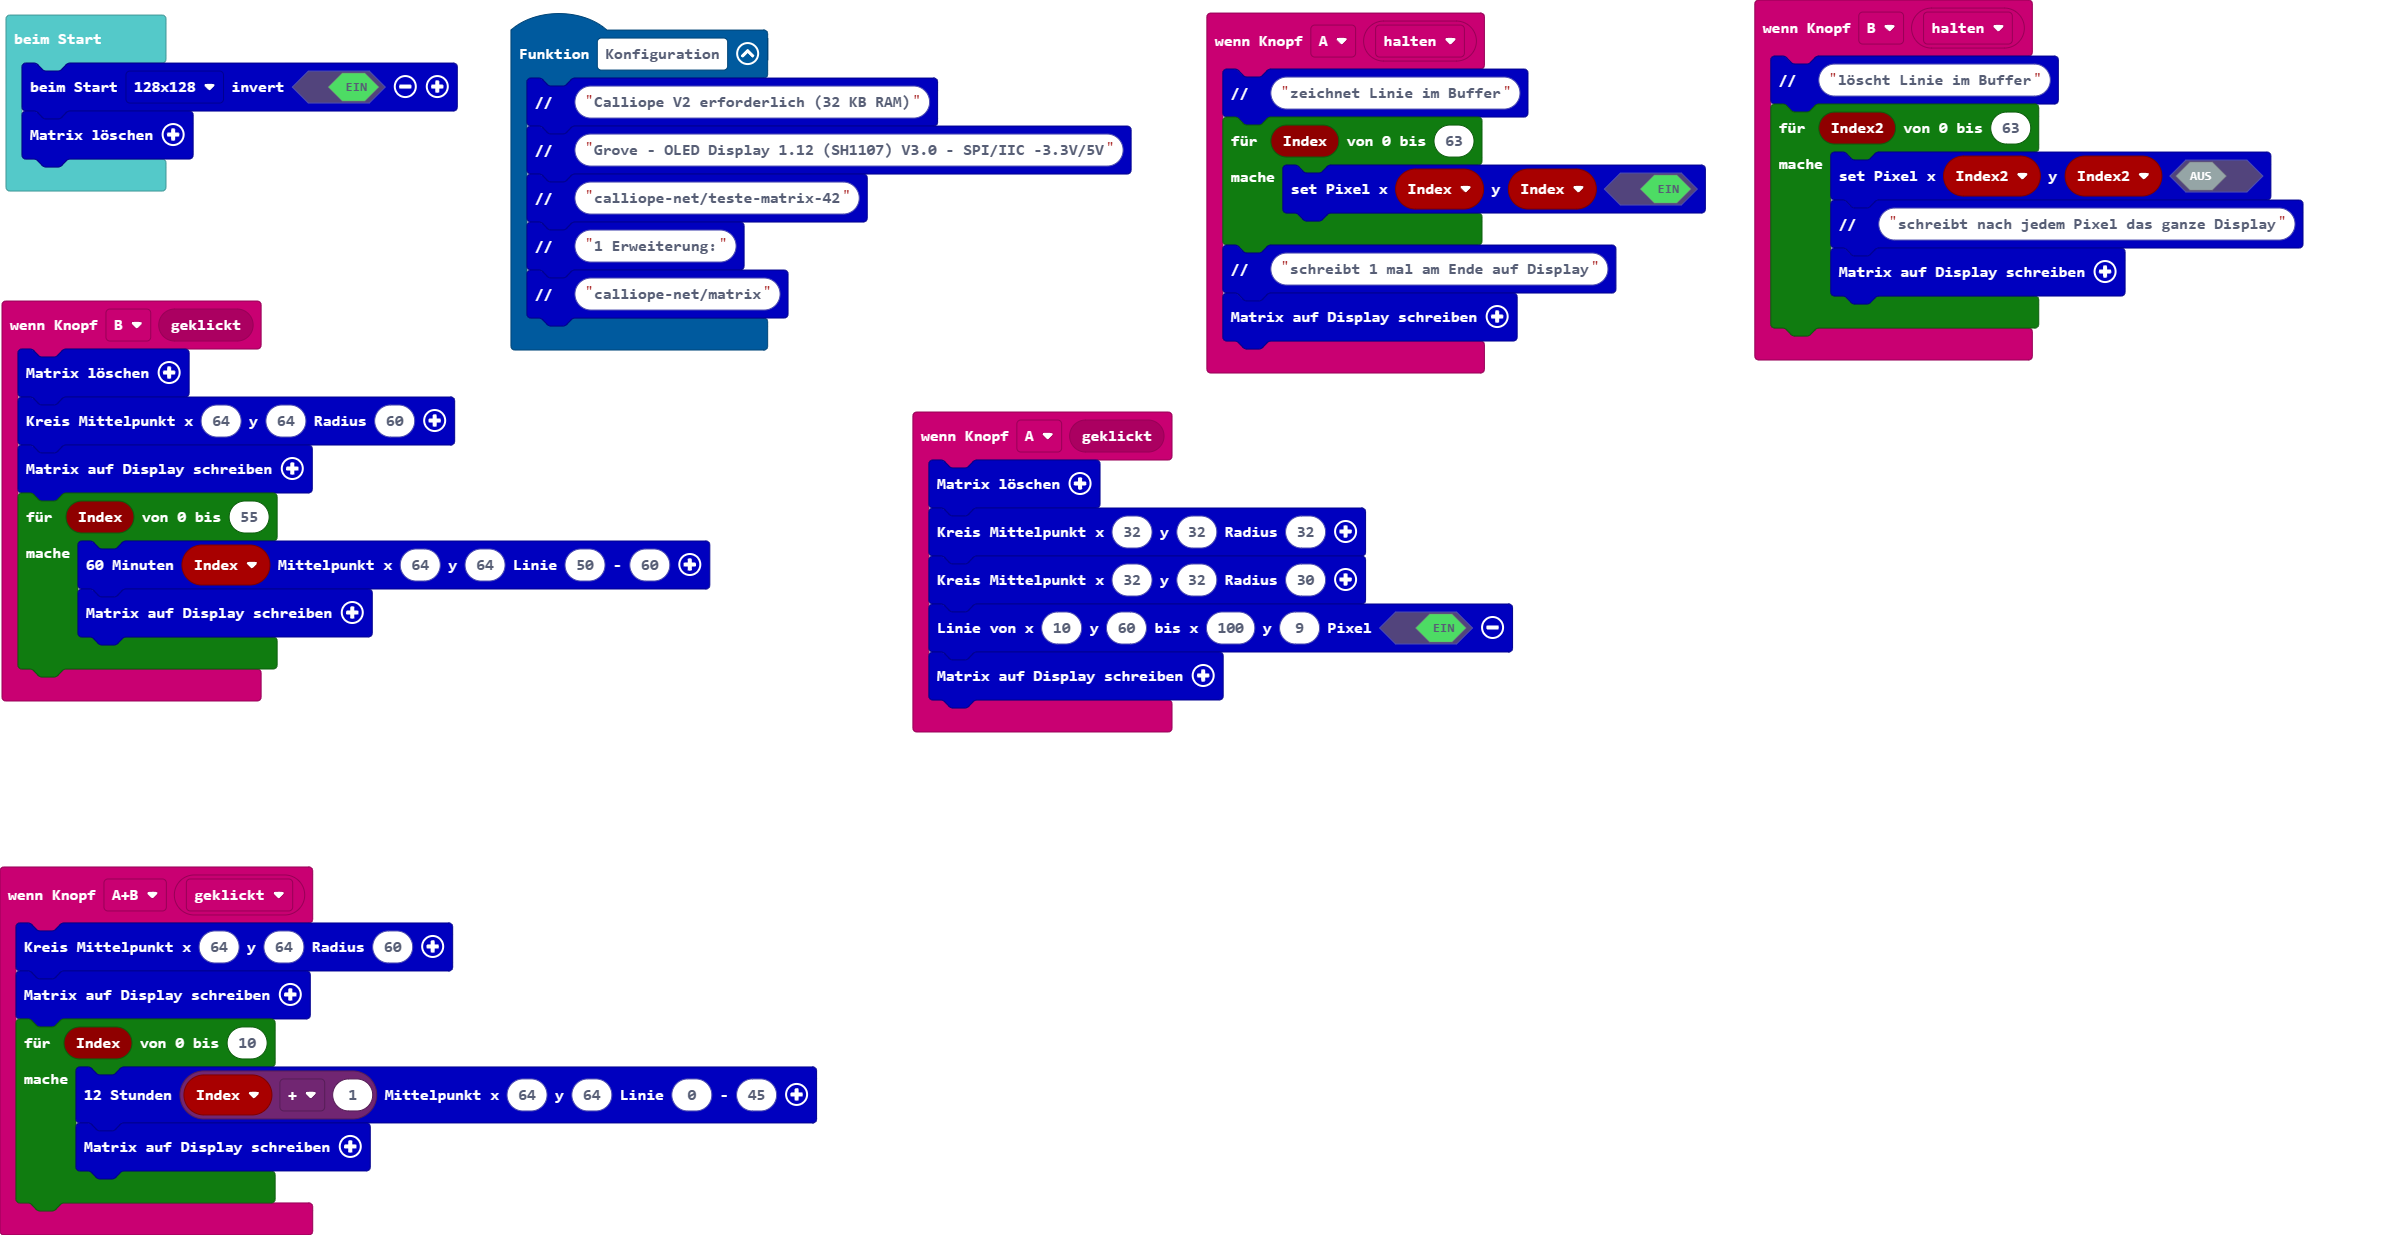 beim Start
beim Start 128x128 invert EIN
Matrix löschen
Funktion Konfiguration
// "Calliope V2 erforderlich (32 KB RAM)"
// "Grove - OLED Display 1.12 (SH1107) V3.0 - SPI/IIC -3.3V/5V"
// "calliope-net/teste-matrix-42"
// "1 Erweiterung:"
// "calliope-net/matrix"
wenn Knopf A halten
// "zeichnet Linie im Buffer"
für Index von 0 bis 63
mache
set Pixel x Index y Index EIN
// "schreibt 1 mal am Ende auf Display"
Matrix auf Display schreiben
wenn Knopf B halten
// "löscht Linie im Buffer"
für Index2 von 0 bis 63
mache
set Pixel x Index2 y Index2 AUS
// "schreibt nach jedem Pixel das ganze Display"
Matrix auf Display schreiben
wenn Knopf B geklickt
Matrix löschen
Kreis Mittelpunkt x 64 y 64 Radius 60
Matrix auf Display schreiben
für Index von 0 bis 55
mache
60 Minuten Index Mittelpunkt x 64 y 64 Linie 50 - 60
Matrix auf Display schreiben
wenn Knopf A geklickt
Matrix löschen
Kreis Mittelpunkt x 32 y 32 Radius 32
Kreis Mittelpunkt x 32 y 32 Radius 30
Linie von x 10 y 60 bis x 100 y 9 Pixel EIN
Matrix auf Display schreiben
wenn Knopf A+B geklickt
Kreis Mittelpunkt x 64 y 64 Radius 60
Matrix auf Display schreiben
für Index von 0 bis 10
mache
12 Stunden Index + 1 Mittelpunkt x 64 y 64 Linie 0 - 45
Matrix auf Display schreiben